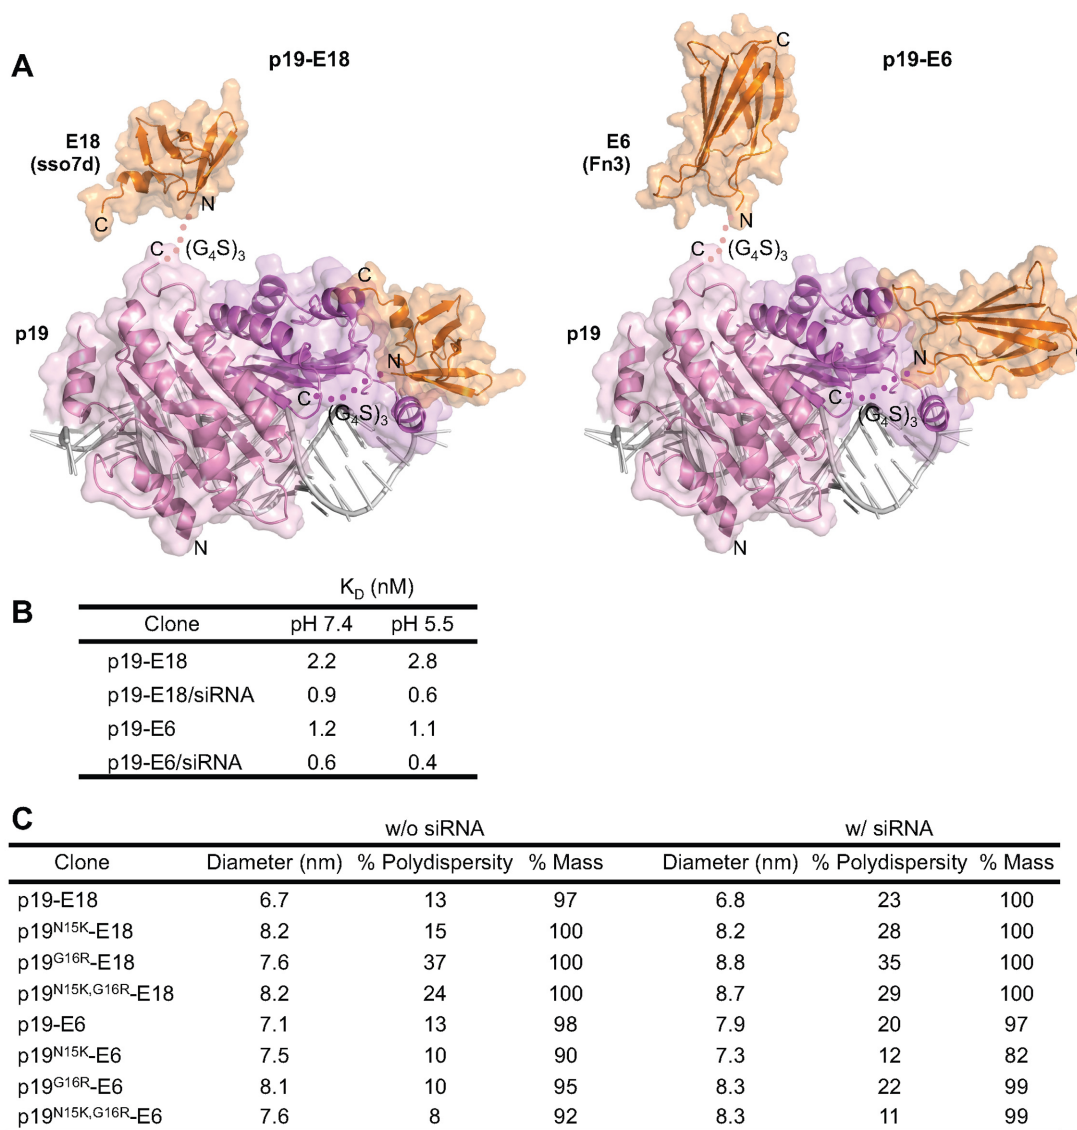 A
p19-E18
p19-E6
E18
(sso7d)
E6
(Fn3)
C
N
C
(G4S)3
C
N
C
(G4S)3
p19
C
N
C
(G4S)3
N
p19
N
C
(G4S)3
N
B
KD (nM)
Clone pH 7.4 pH 5.5
p19-E18 2.2 2.8
p19-E18/siRNA 0.9 0.6
p19-E6 1.2 1.1
p19-E6/siRNA 0.6 0.4
C
w/o siRNA w/ siRNA
Clone Diameter (nm) % Polydispersity % Mass Diameter (nm) % Polydispersity % Mass
p19-E18 6.7 13 97 6.8 23 100
p19N15K-E18 8.2 15 100 8.2 28 100
p19G16R-E18 7.6 37 100 8.8 35 100
p19N15K,G16R-E18 8.2 24 100 8.7 29 100
p19-E6 7.1 13 98 7.9 20 97
p19N15K-E6 7.5 10 90 7.3 12 82
p19G16R-E6 8.1 10 95 8.3 22 99
p19N15K,G16R-E6 7.6 8 92 8.3 11 99